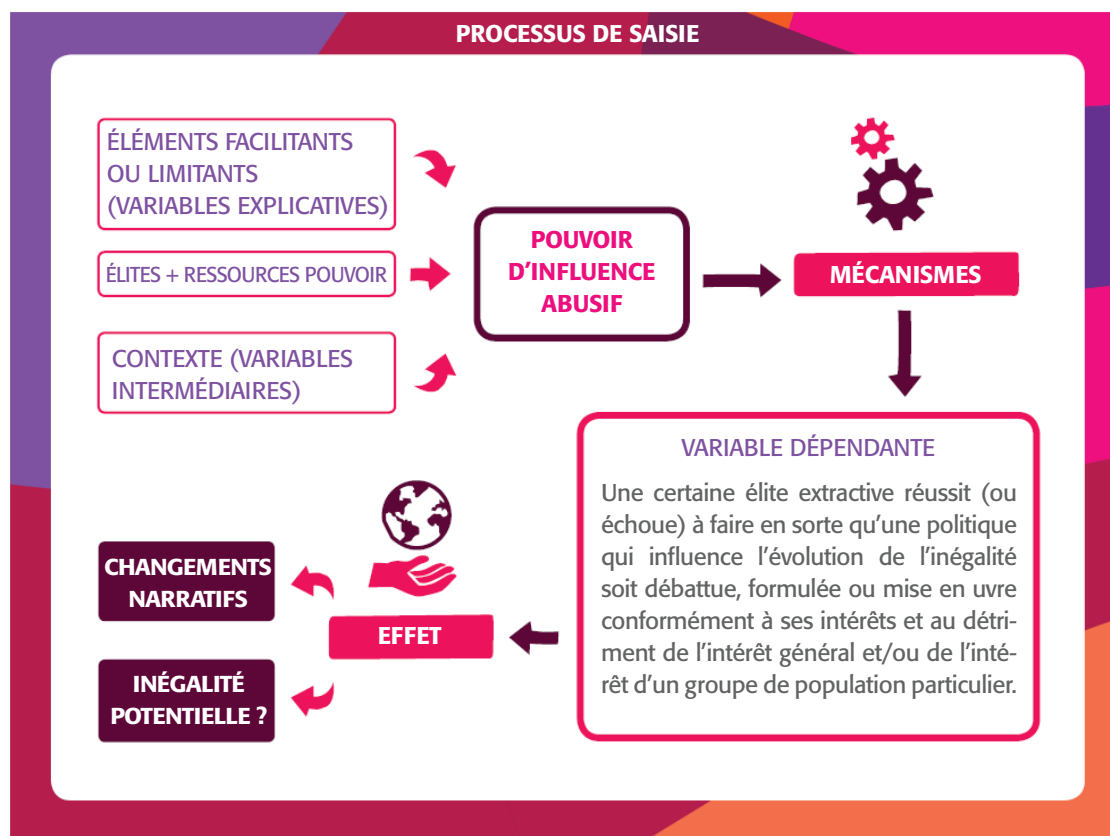 PROCESSUS DE SAISIE
ÉLÉMENTS FACILITANTS
OU LIMITANTS
(VARIABLES EXPLICATIVES)
ÉLITES + RESSOURCES POUVOIR
CONTEXTE (VARIABLES
INTERMÉDIAIRES)
POUVOIR
D’INFLUENCE
ABUSIF
MÉCANISMES
VARIABLE DÉPENDANTE
Une certaine élite extractive réussit (ou
échoue) à faire en sorte qu’une politique
qui influence l’évolution de l’inégalité
soit débattue, formulée ou mise en uvre
conformément à ses intérêts et au détri-
ment de l’intérêt général et/ou de l’inté-
rêt d’un groupe de population particulier.
EFFET
CHANGEMENTS
NARRATIFS
INÉGALITÉ
POTENTIELLE ?